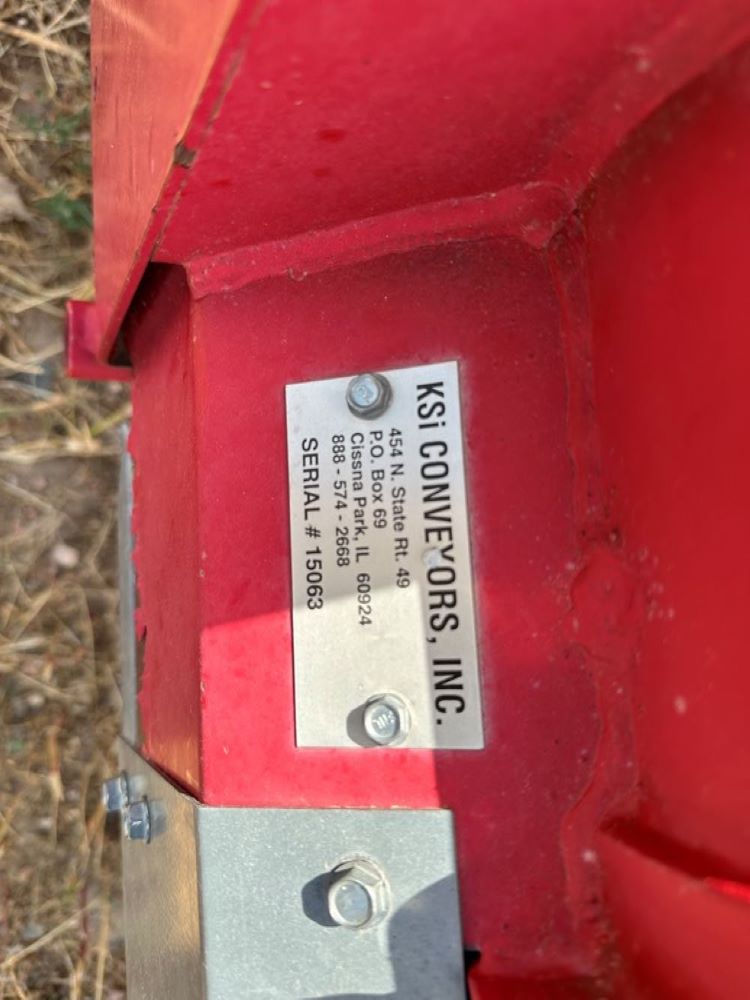 KSi CONVEYORS, INC.
454 N. State Rt. 49
P.O. Box 69
Cissna Park, IL 60924
888 - 574 - 2668
SERIAL # 15063